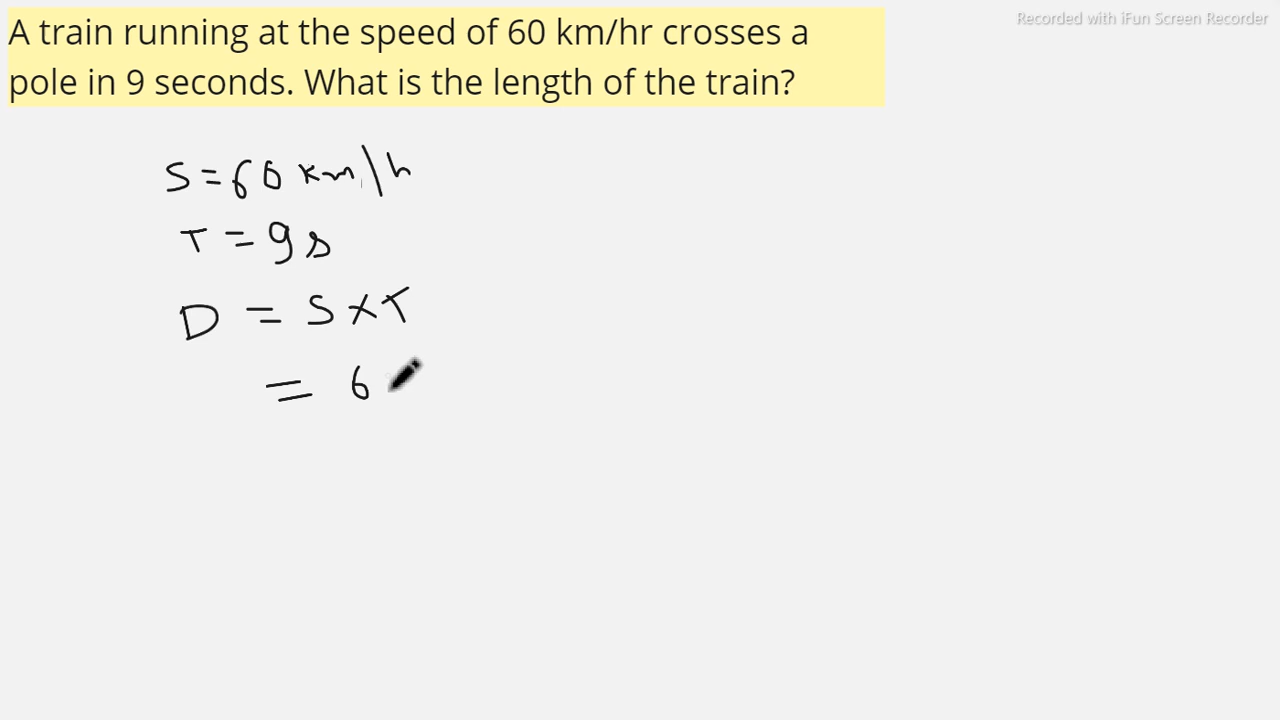 A train running at the speed of 60 km/hr crosses a
pole in 9 seconds. What is the length of the train?
Recorded with iFun Screen Recorder
S = 60 km\h
T = 9 s
D = S × T
= 6